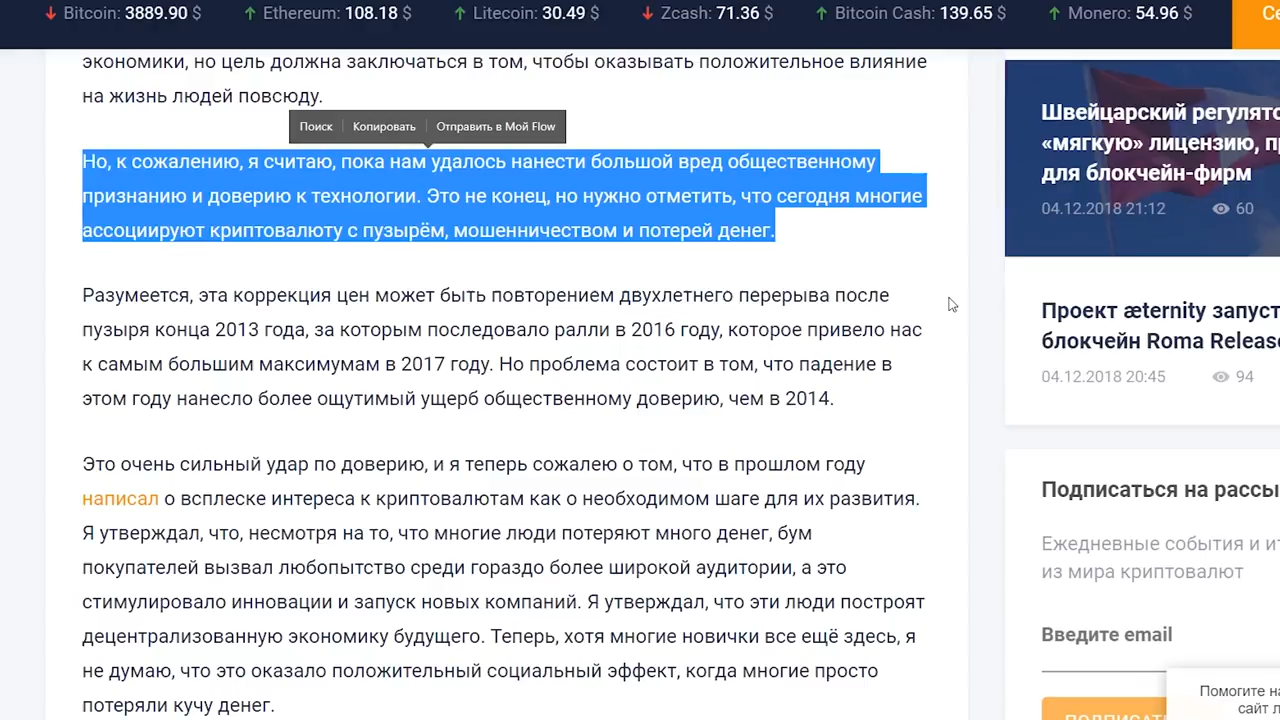 Bitcoin: 3889.90 $ Ethereum: 108.18 $ Litecoin: 30.49 $ Zcash: 71.36 $ Bitcoin Cash: 139.65 $ Monero: 54.96 $
экономики, но цель должна заключаться в том, чтобы оказывать положительное влияние
на жизнь людей повсюду.
Поиск Копировать Отправить в Мой Flow
Но, к сожалению, я считаю, пока нам удалось нанести большой вред общественному
признанию и доверию к технологии. Это не конец, но нужно отметить, что сегодня многие
ассоциируют криптовалюту с пузырём, мошенничеством и потерей денег.
Разумеется, эта коррекция цен может быть повторением двухлетнего перерыва после
пузыря конца 2013 года, за которым последовало ралли в 2016 году, которое привело нас
к самым большим максимумам в 2017 году. Но проблема состоит в том, что падение в
этом году нанесло более ощутимый ущерб общественному доверию, чем в 2014.
Это очень сильный удар по доверию, и я теперь сожалею о том, что в прошлом году
написал о всплеске интереса к криптовалютам как о необходимом шаге для их развития.
Я утверждал, что, несмотря на то, что многие люди потеряют много денег, бум
покупателей вызвал любопытство среди гораздо более широкой аудитории, а это
стимулировало инновации и запуск новых компаний. Я утверждал, что эти люди построят
децентрализованную экономику будущего. Теперь, хотя многие новички все ещё здесь, я
не думаю, что это оказало положительный социальный эффект, когда многие просто
потеряли кучу денег.
Швейцарский регулято
«мягкую» лицензию, п
для блокчейн-фирм
04.12.2018 21:12 60
Проект æternity запуст
блокчейн Roma Release
04.12.2018 20:45 94
Подписаться на рассы
Ежедневные события и ит
из мира криптовалют
Введите email
Помогите на
сайт л